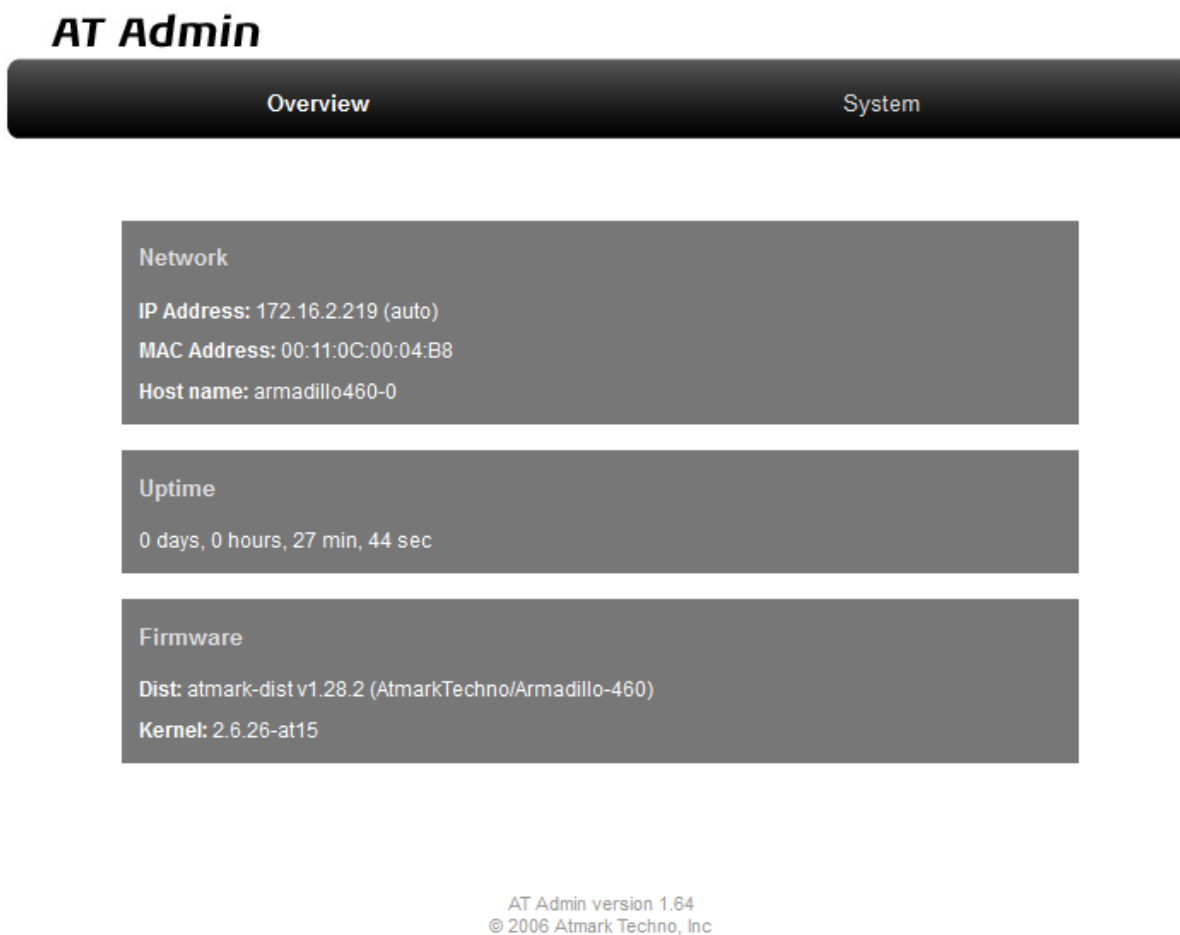 AT Admin
Overview System
Network
IP Address: 172.16.2.219 (auto)
MAC Address: 00:11:0C:00:04:B8
Host name: armadillo460-0
Uptime
0 days, 0 hours, 27 min, 44 sec
Firmware
Dist: atmark-dist v1.28.2 (AtmarkTechno/Armadillo-460)
Kernel: 2.6.26-at15
AT Admin version 1.64
© 2006 Atmark Techno, Inc